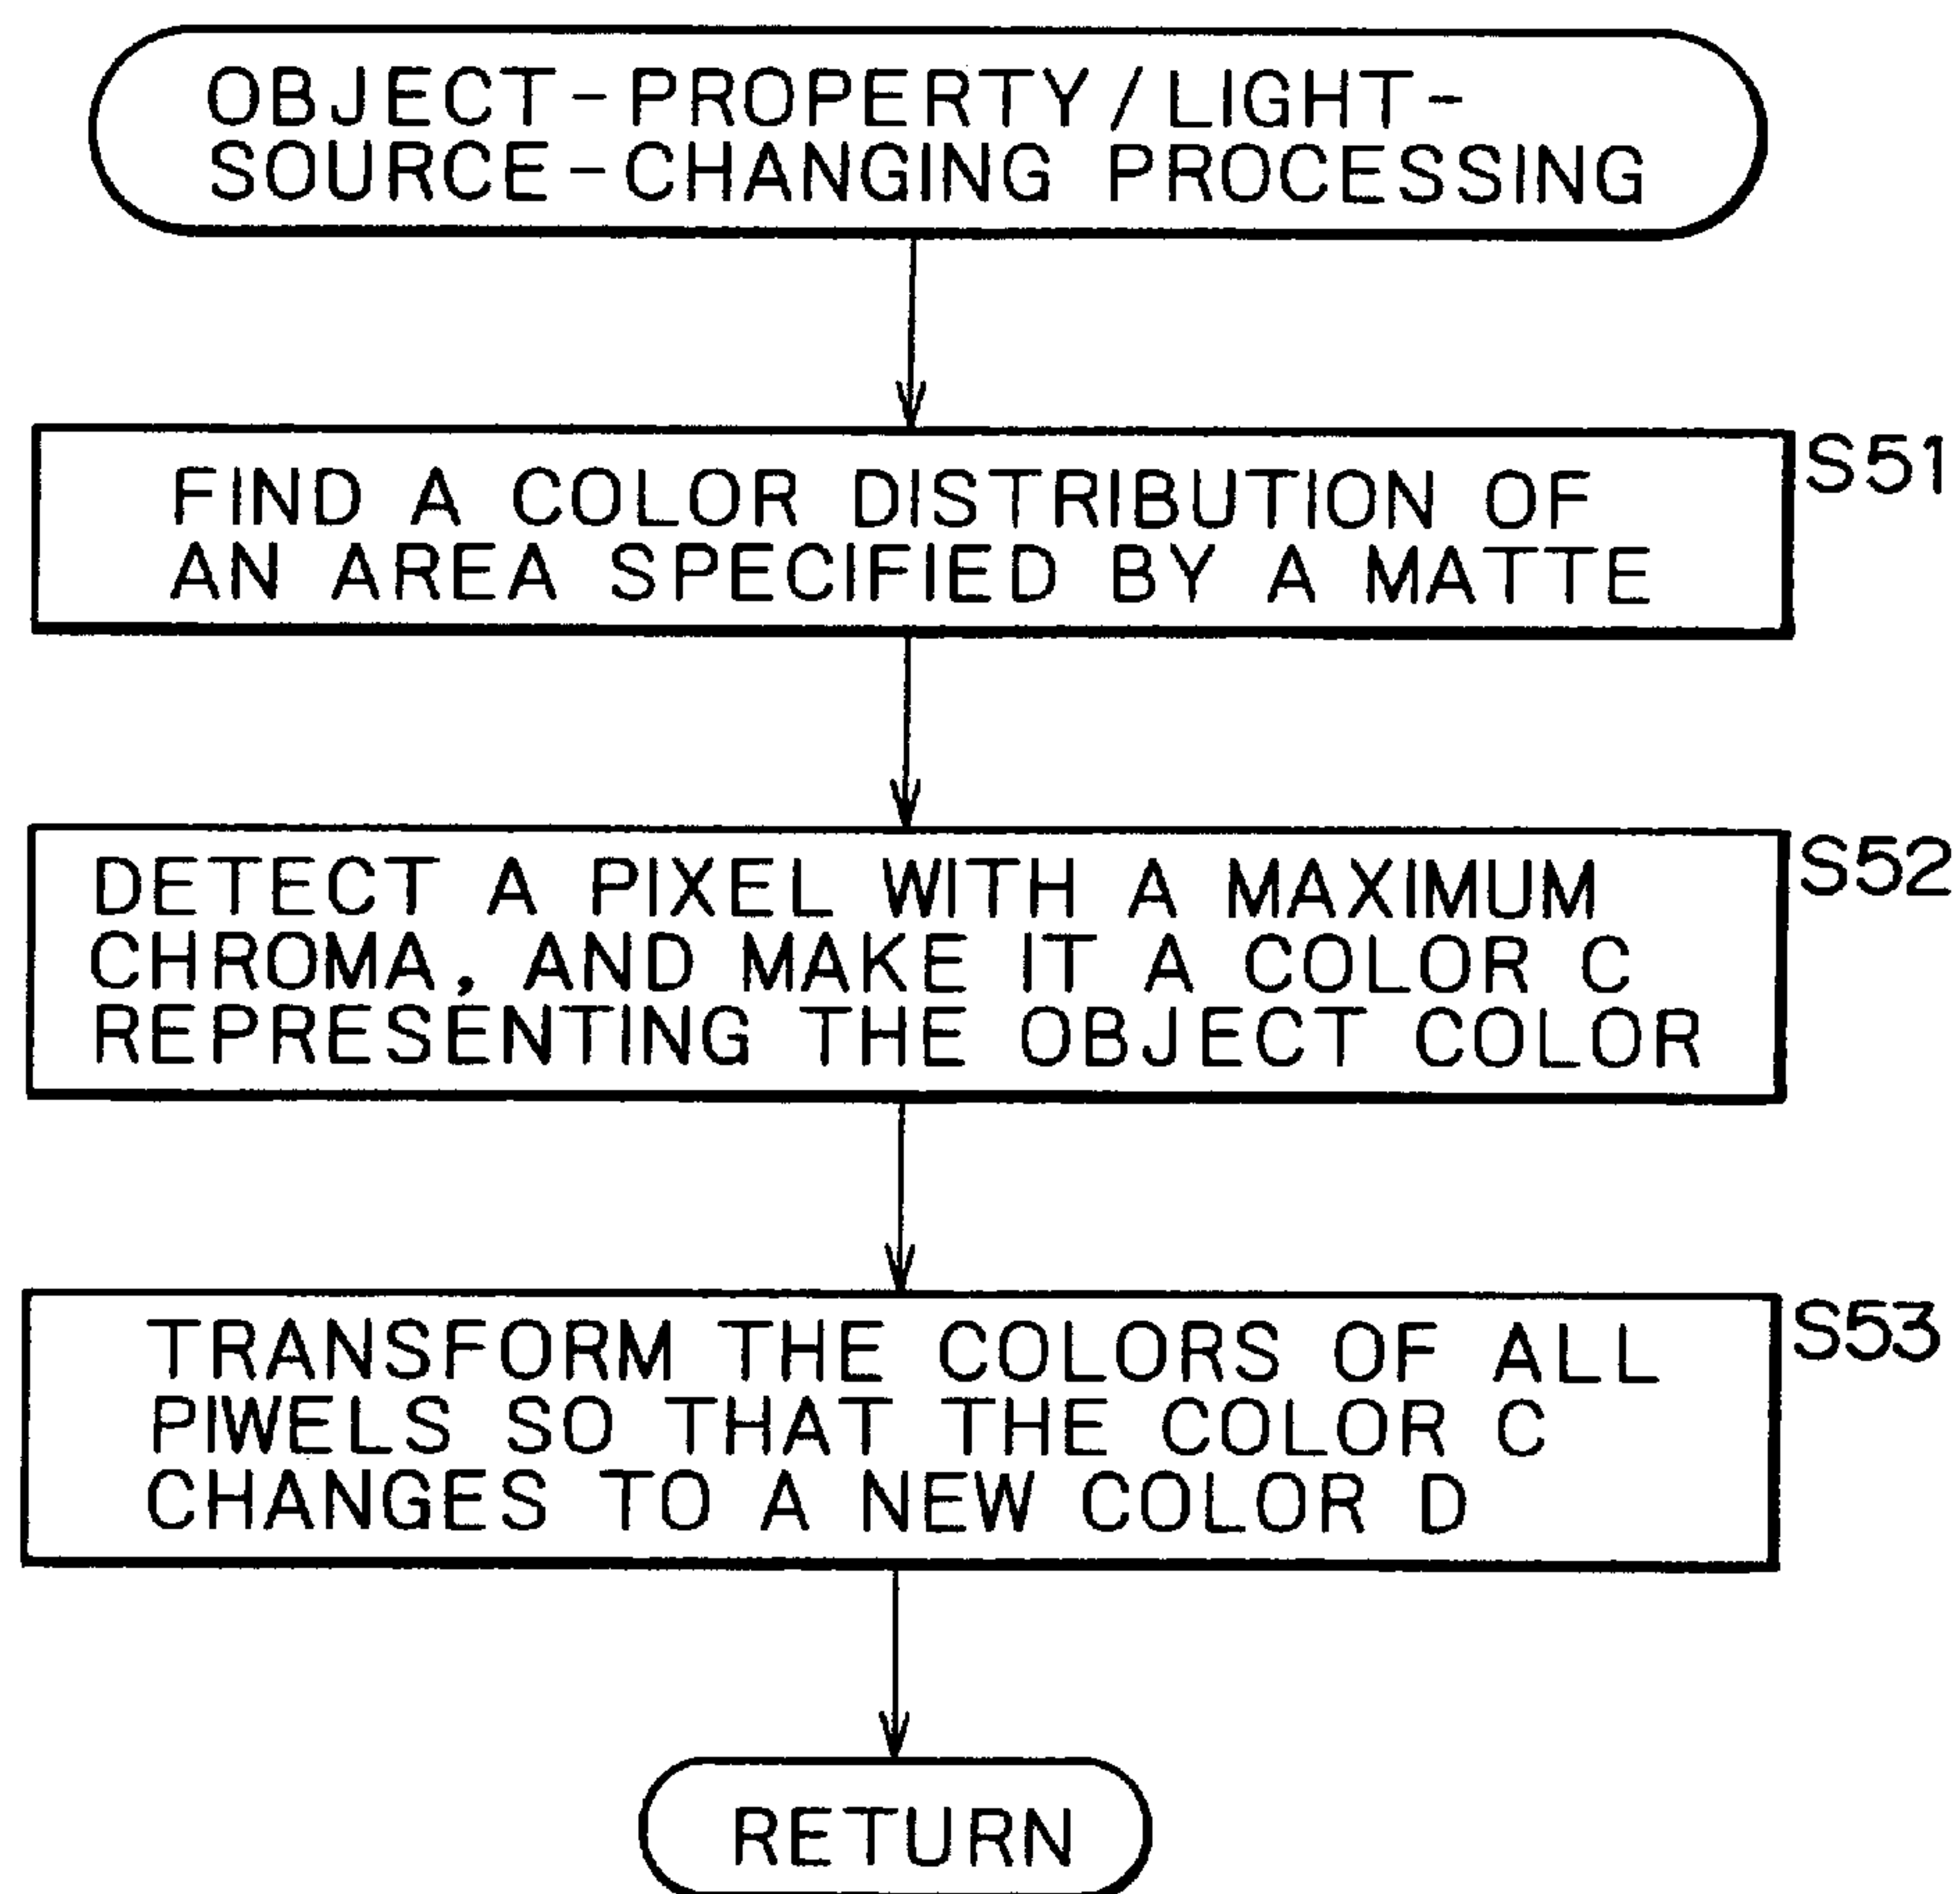 OBJECT-PROPERTY/LIGHT-
SOURCE-CHANGING PROCESSING
FIND A COLOR DISTRIBUTION OF
AN AREA SPECIFIED BY A MATTE
S51
DETECT A PIXEL WITH A MAXIMUM
CHROMA, AND MAKE IT A COLOR C
REPRESENTING THE OBJECT COLOR
S52
TRANSFORM THE COLORS OF ALL
PIWELS SO THAT THE COLOR C
CHANGES TO A NEW COLOR D
S53
RETURN